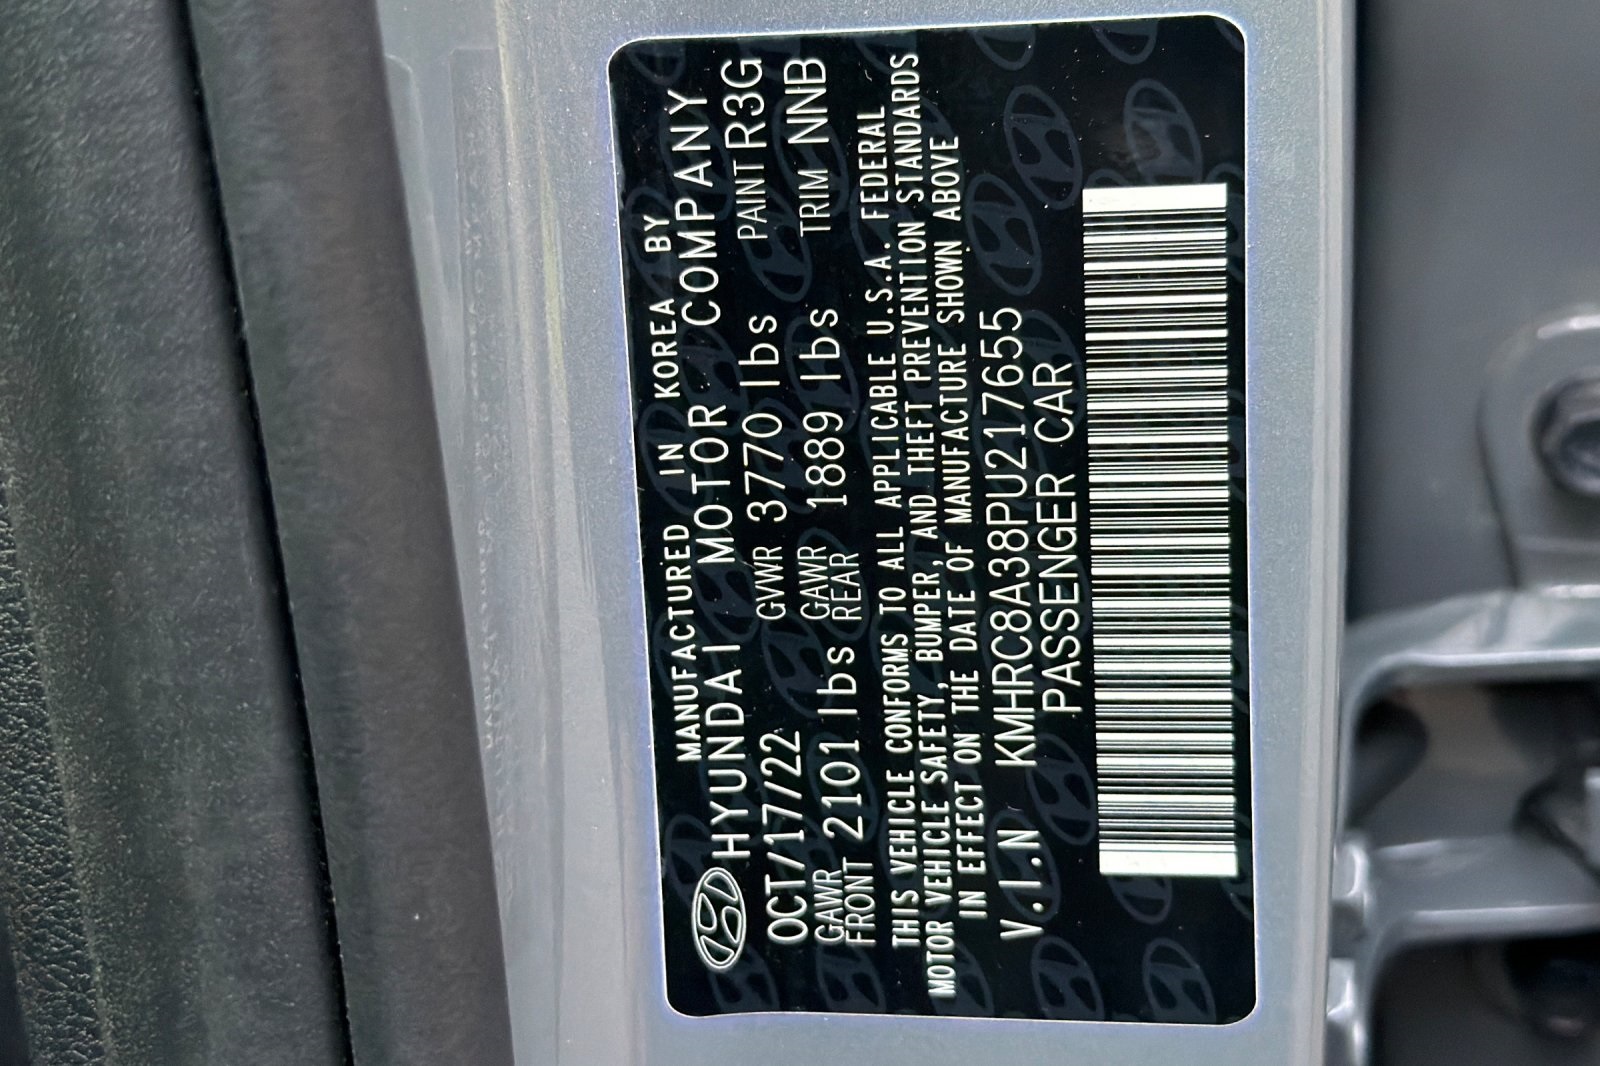 MANUFACTURED IN KOREA BY
HYUNDAI MOTOR COMPANY
OCT/17/22 GVWR 3770 lbs PAINT R3G
GAWR FRONT 2101 lbs GAWR REAR 1889 lbs TRIM NNB
THIS VEHICLE CONFORMS TO ALL APPLICABLE U.S.A. FEDERAL
MOTOR VEHICLE SAFETY, BUMPER, AND THEFT PREVENTION STANDARDS
IN EFFECT ON THE DATE OF MANUFACTURE SHOWN ABOVE
V.I.N KMHRC8A38PU217655
PASSENGER CAR